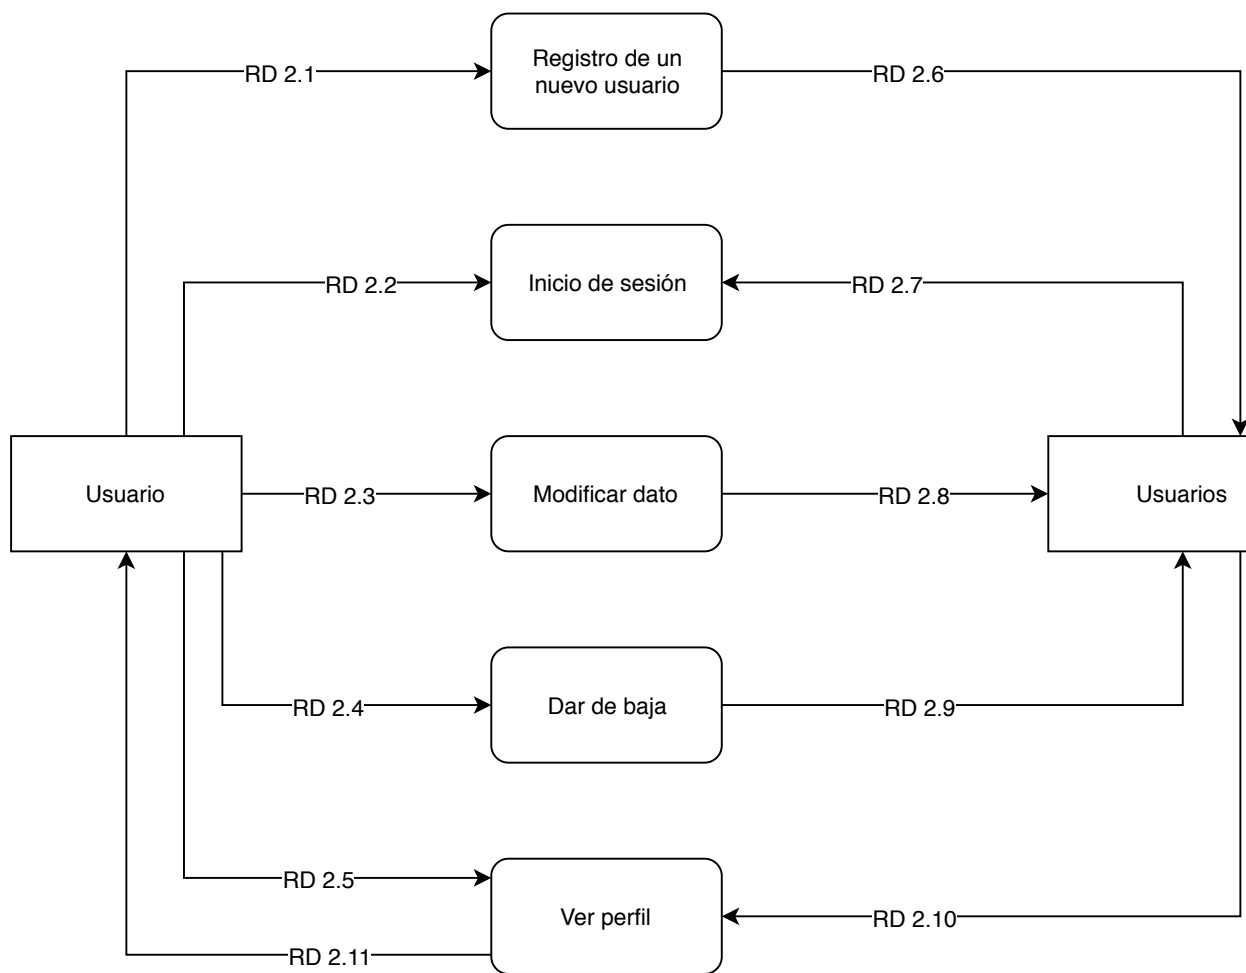 RD 2.1
Registro de un
nuevo usuario
RD 2.6
RD 2.2
Inicio de sesión
RD 2.7
Usuario
RD 2.3
Modificar dato
RD 2.8
Usuarios
RD 2.4
Dar de baja
RD 2.9
RD 2.5
Ver perfil
RD 2.10
RD 2.11